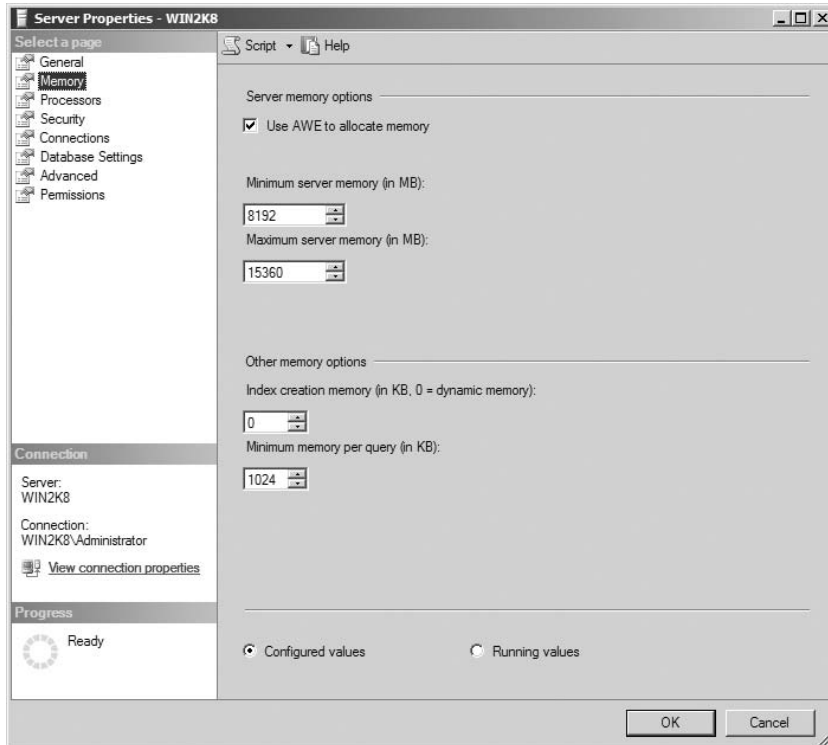 Server Properties - WIN2K8
Select a page
General
Memory
Processors
Security
Connections
Database Settings
Advanced
Permissions
Connection
Server:
WIN2K8
Connection:
WIN2K8\Administrator
View connection properties
Progress
Ready
Script
Help
Server memory options
Use AWE to allocate memory
Minimum server memory (in MB):
8192
Maximum server memory (in MB):
15360
Other memory options
Index creation memory (in KB, 0 = dynamic memory):
0
Minimum memory per query (in KB):
1024
Configured values
Running values
OK
Cancel